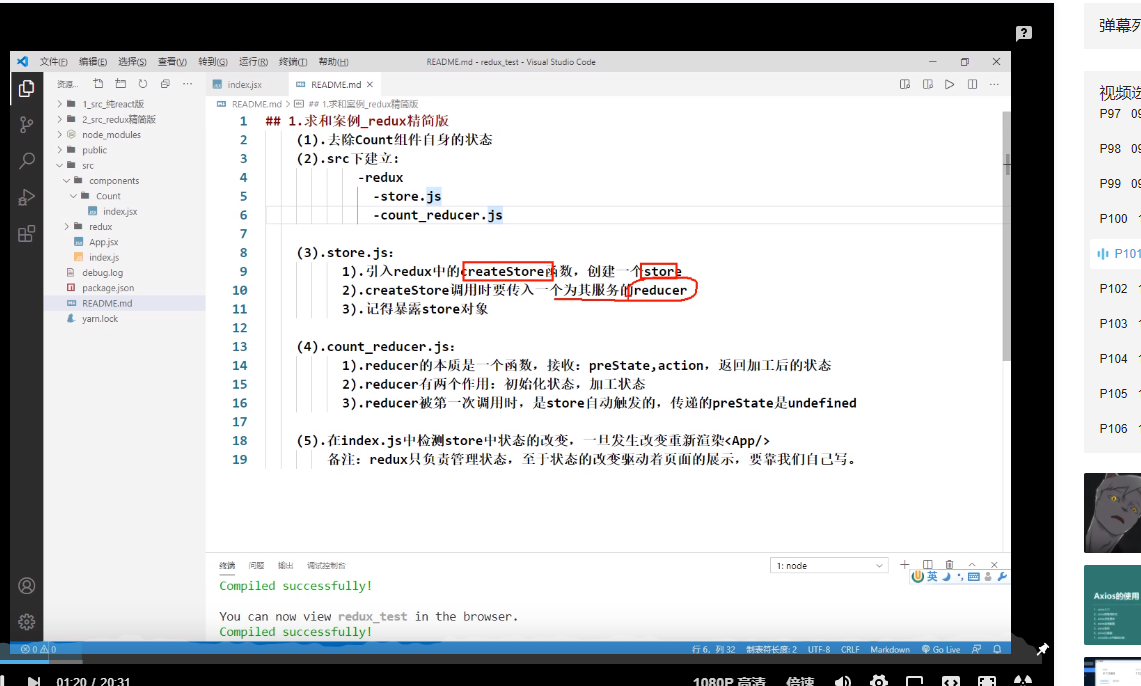 弹幕列
文件(F) 编辑(E) 选择(S) 查看(V) 转到(G) 运行(R) 终端(T) 帮助(H) README.md - redux_test - Visual Studio Code
资源... index.jsx README.md
README.md > ## 1.求和案例_redux精简版
1_src_纯react版
2_src_redux精简版
node_modules
public
src
components
Count
index.jsx
redux
App.jsx
index.js
debug.log
package.json
README.md
yarn.lock
1 ## 1.求和案例_redux精简版
2 (1).去除Count组件自身的状态
3 (2).src下建立:
4 -redux
5 -store.js
6 -count_reducer.js
7
8 (3).store.js:
9 1).引入redux中的createStore函数，创建一个store
10 2).createStore调用时要传入一个为其服务的reducer
11 3).记得暴露store对象
12
13 (4).count_reducer.js:
14 1).reducer的本质是一个函数，接收：preState,action，返回加工后的状态
15 2).reducer有两个作用：初始化状态，加工状态
16 3).reducer被第一次调用时，是store自动触发的，传递的preState是undefined
17
18 (5).在index.js中检测store中状态的改变，一旦发生改变重新渲染<App/>
19 备注：redux只负责管理状态，至于状态的改变驱动着页面的展示，要靠我们自己写。
终端 问题 输出 调试控制台 1: node
英
Compiled successfully!
You can now view redux_test in the browser.
Compiled successfully!
0 0 行 6，列 32 制表符长度: 2 UTF-8 CRLF Markdown Go Live
01:20 / 20:31 1080P 高清 倍速
视频选
P97 09
P98 09
P99 09
P100
P101
P102
P103
P104
P105
P106
Axios的使用